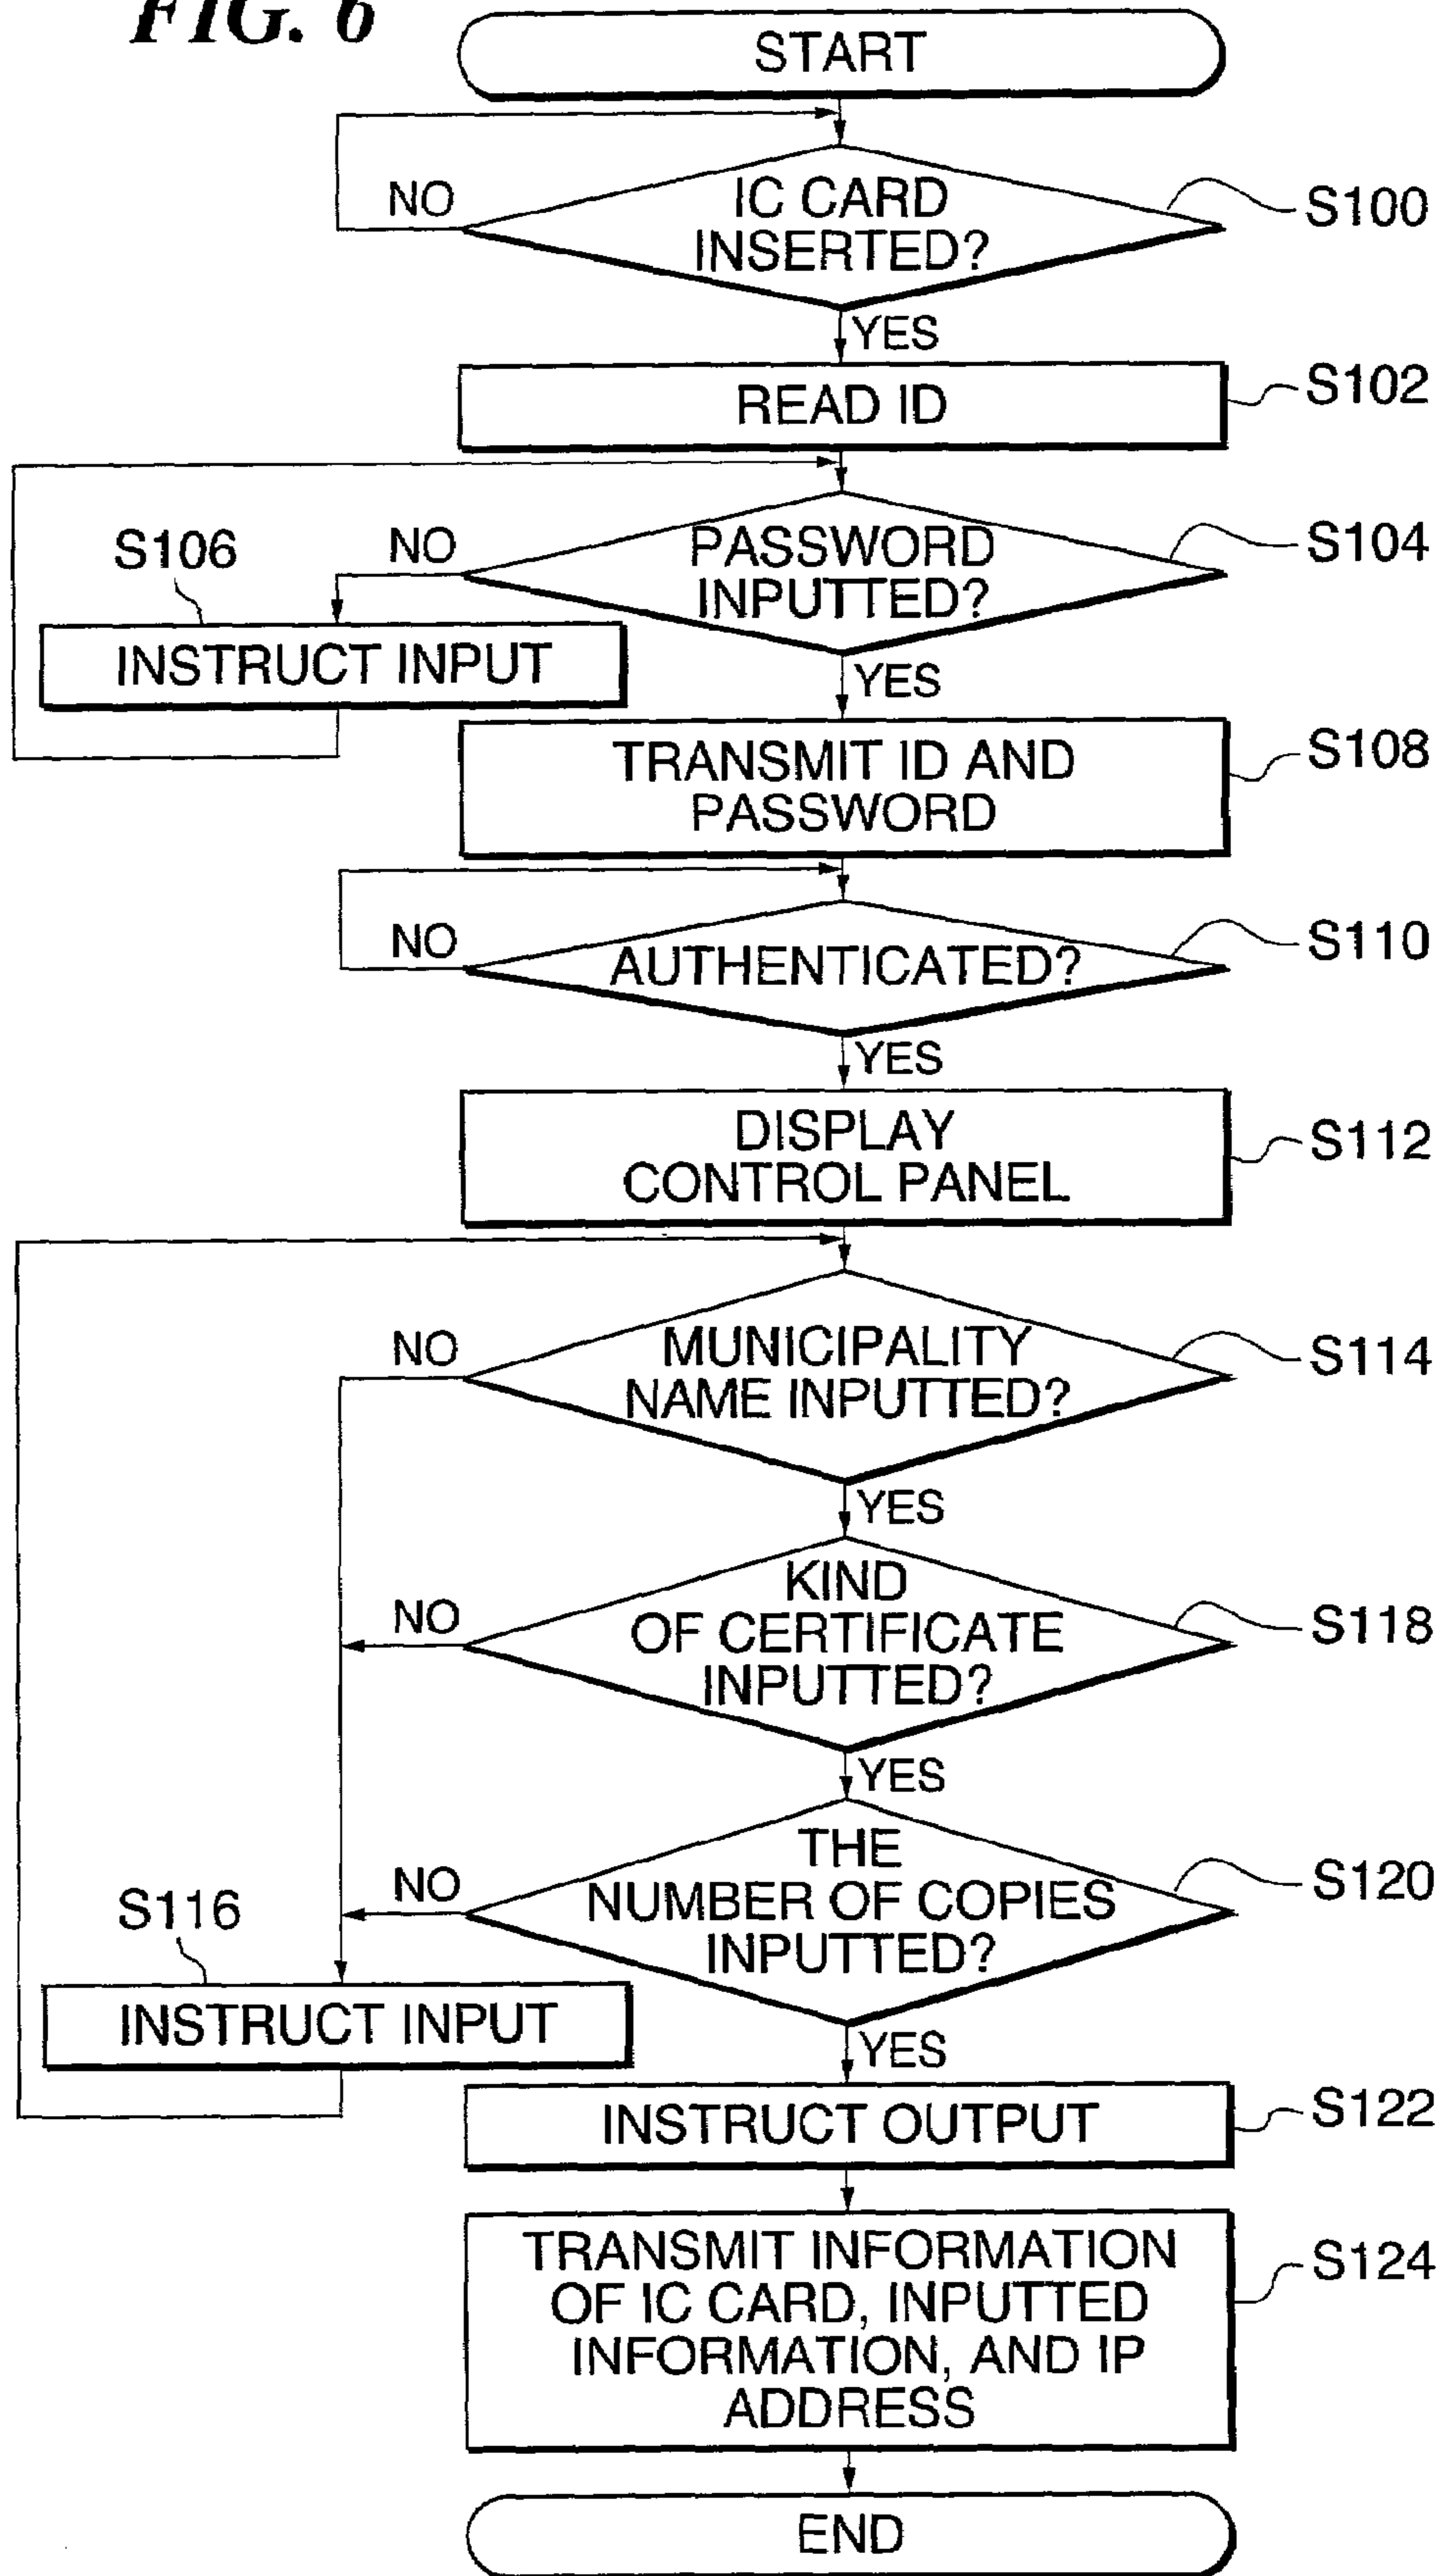 FIG. 6
START
NO
IC CARD
INSERTED?
S100
YES
READ ID
S102
S106
NO
PASSWORD
INPUTTED?
S104
INSTRUCT INPUT
YES
TRANSMIT ID AND
PASSWORD
S108
NO
AUTHENTICATED?
S110
YES
DISPLAY
CONTROL PANEL
S112
NO
MUNICIPALITY
NAME INPUTTED?
S114
YES
NO
KIND
OF CERTIFICATE
INPUTTED?
S118
YES
S116
NO
THE
NUMBER OF COPIES
INPUTTED?
S120
INSTRUCT INPUT
YES
INSTRUCT OUTPUT
S122
TRANSMIT INFORMATION
OF IC CARD, INPUTTED
INFORMATION, AND IP
ADDRESS
S124
END